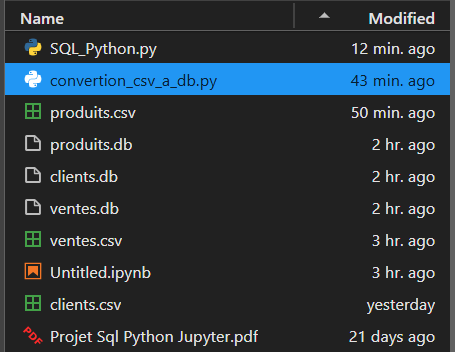 Name Modified
SQL_Python.py 12 min. ago
convertion_csv_a_db.py 43 min. ago
produits.csv 50 min. ago
produits.db 2 hr. ago
clients.db 2 hr. ago
ventes.db 2 hr. ago
ventes.csv 3 hr. ago
Untitled.ipynb 3 hr. ago
clients.csv yesterday
PDF Projet Sql Python Jupyter.pdf 21 days ago